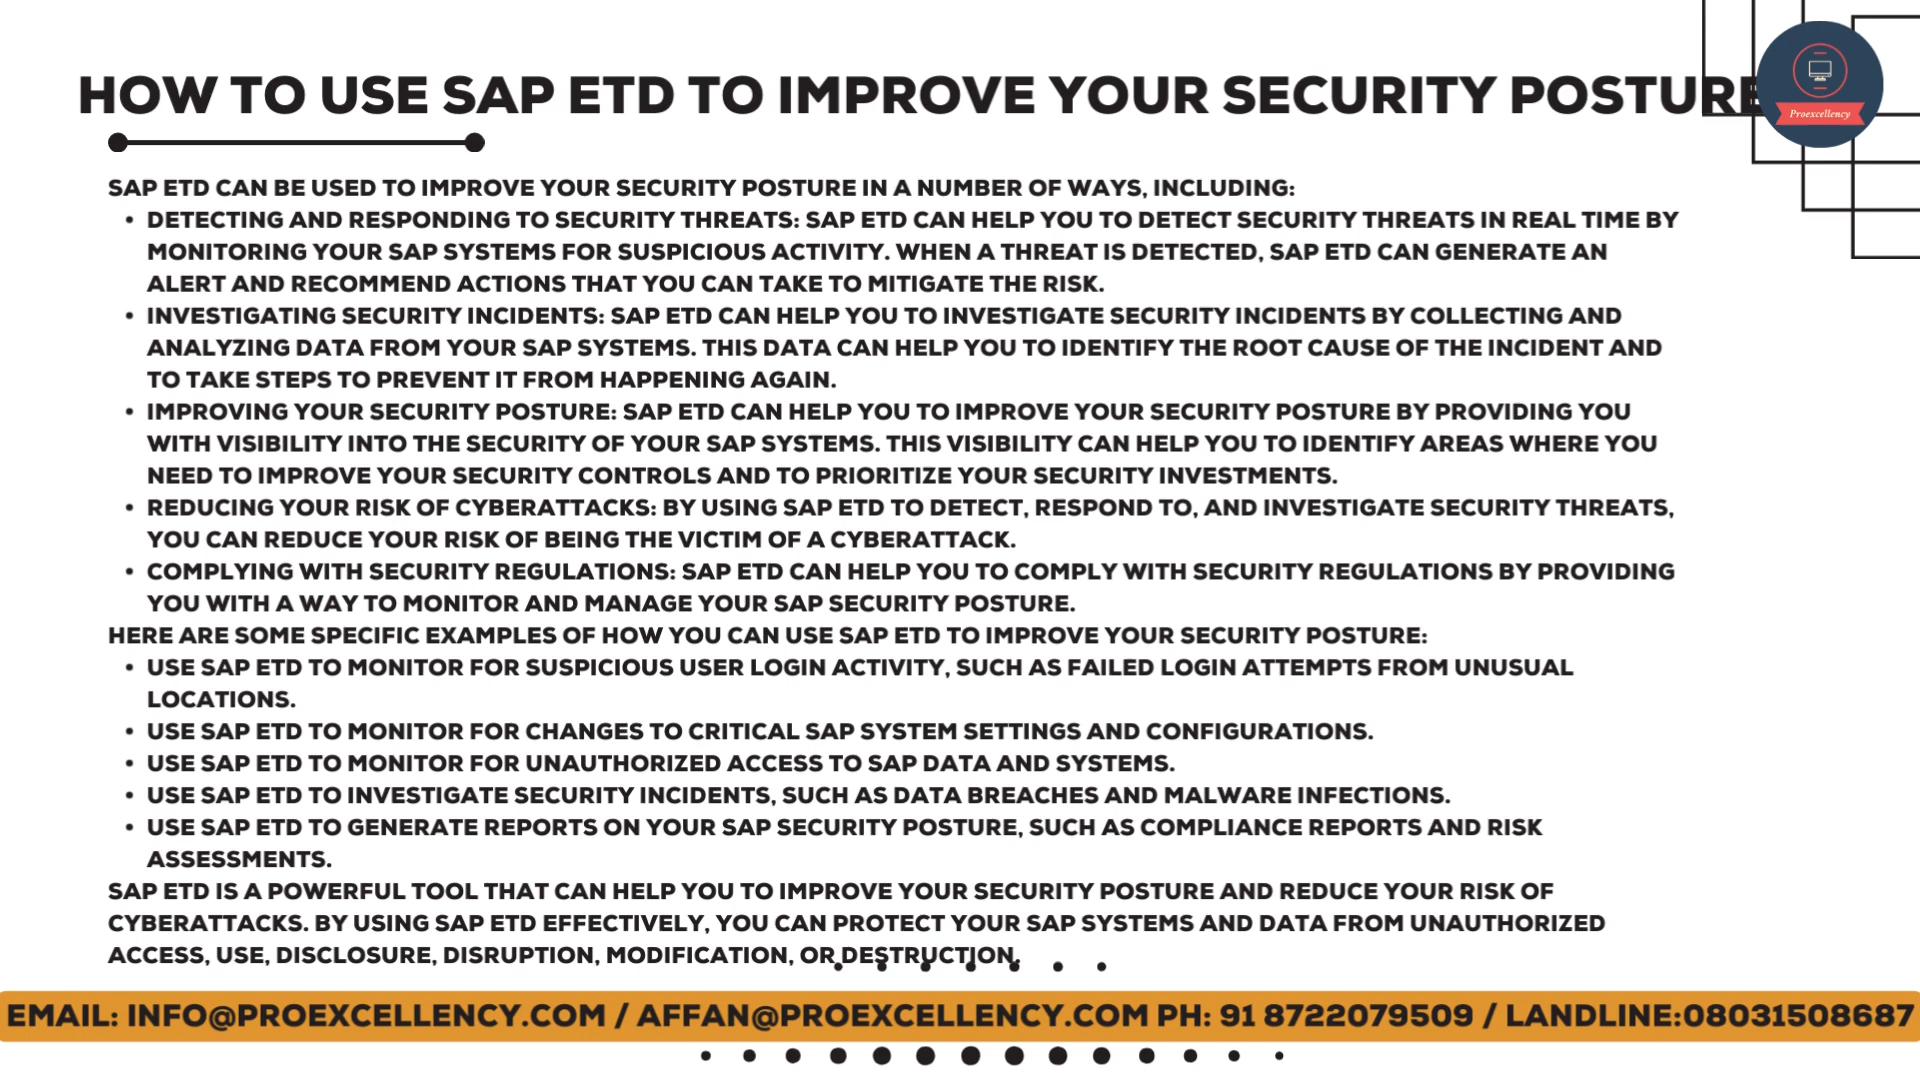 HOW TO USE SAP ETD TO IMPROVE YOUR SECURITY POSTURE
Proexcellency
SAP ETD CAN BE USED TO IMPROVE YOUR SECURITY POSTURE IN A NUMBER OF WAYS, INCLUDING:
• DETECTING AND RESPONDING TO SECURITY THREATS: SAP ETD CAN HELP YOU TO DETECT SECURITY THREATS IN REAL TIME BY
MONITORING YOUR SAP SYSTEMS FOR SUSPICIOUS ACTIVITY. WHEN A THREAT IS DETECTED, SAP ETD CAN GENERATE AN
ALERT AND RECOMMEND ACTIONS THAT YOU CAN TAKE TO MITIGATE THE RISK.
• INVESTIGATING SECURITY INCIDENTS: SAP ETD CAN HELP YOU TO INVESTIGATE SECURITY INCIDENTS BY COLLECTING AND
ANALYZING DATA FROM YOUR SAP SYSTEMS. THIS DATA CAN HELP YOU TO IDENTIFY THE ROOT CAUSE OF THE INCIDENT AND
TO TAKE STEPS TO PREVENT IT FROM HAPPENING AGAIN.
• IMPROVING YOUR SECURITY POSTURE: SAP ETD CAN HELP YOU TO IMPROVE YOUR SECURITY POSTURE BY PROVIDING YOU
WITH VISIBILITY INTO THE SECURITY OF YOUR SAP SYSTEMS. THIS VISIBILITY CAN HELP YOU TO IDENTIFY AREAS WHERE YOU
NEED TO IMPROVE YOUR SECURITY CONTROLS AND TO PRIORITIZE YOUR SECURITY INVESTMENTS.
• REDUCING YOUR RISK OF CYBERATTACKS: BY USING SAP ETD TO DETECT, RESPOND TO, AND INVESTIGATE SECURITY THREATS,
YOU CAN REDUCE YOUR RISK OF BEING THE VICTIM OF A CYBERATTACK.
• COMPLYING WITH SECURITY REGULATIONS: SAP ETD CAN HELP YOU TO COMPLY WITH SECURITY REGULATIONS BY PROVIDING
YOU WITH A WAY TO MONITOR AND MANAGE YOUR SAP SECURITY POSTURE.
HERE ARE SOME SPECIFIC EXAMPLES OF HOW YOU CAN USE SAP ETD TO IMPROVE YOUR SECURITY POSTURE:
• USE SAP ETD TO MONITOR FOR SUSPICIOUS USER LOGIN ACTIVITY, SUCH AS FAILED LOGIN ATTEMPTS FROM UNUSUAL
LOCATIONS.
• USE SAP ETD TO MONITOR FOR CHANGES TO CRITICAL SAP SYSTEM SETTINGS AND CONFIGURATIONS.
• USE SAP ETD TO MONITOR FOR UNAUTHORIZED ACCESS TO SAP DATA AND SYSTEMS.
• USE SAP ETD TO INVESTIGATE SECURITY INCIDENTS, SUCH AS DATA BREACHES AND MALWARE INFECTIONS.
• USE SAP ETD TO GENERATE REPORTS ON YOUR SAP SECURITY POSTURE, SUCH AS COMPLIANCE REPORTS AND RISK
ASSESSMENTS.
SAP ETD IS A POWERFUL TOOL THAT CAN HELP YOU TO IMPROVE YOUR SECURITY POSTURE AND REDUCE YOUR RISK OF
CYBERATTACKS. BY USING SAP ETD EFFECTIVELY, YOU CAN PROTECT YOUR SAP SYSTEMS AND DATA FROM UNAUTHORIZED
ACCESS, USE, DISCLOSURE, DISRUPTION, MODIFICATION, OR DESTRUCTION.
EMAIL: INFO@PROEXCELLENCY.COM / AFFAN@PROEXCELLENCY.COM PH: 91 8722079509 / LANDLINE:08031508687